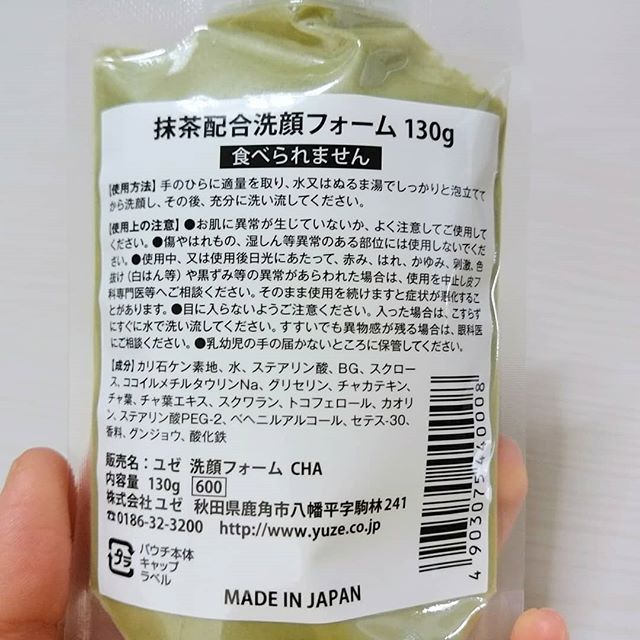 抹茶配合洗顔フォーム 130g
食べられません
【使用方法】手のひらに適量を取り、水又はぬるま湯でしっかりと泡立てて
から洗顔し、その後、充分に洗い流してください。
【使用上の注意】●お肌に異常が生じていないか、よく注意してご使用して
ください。●傷やはれもの、湿しん等異常のある部位には使用しないでくだ
さい。●使用中、又は使用後日光にあたって、赤み、はれ、かゆみ、刺激、色
抜け(白はん等)や黒ずみ等の異常があらわれた場合は、使用を中止し皮フ
科専門医等へご相談ください。そのまま使用を続けますと症状が悪化するこ
とがあります。●目に入らないようご注意ください。入った場合は、こすらず
にすぐに水で洗い流してください。すすいでも異物感が残る場合は、眼科医
にご相談ください。●乳幼児の手の届かないところに保管してください。
【成分】カリ石ケン素地、水、ステアリン酸、BG、スクロー
ス、ココイルメチルタウリンNa、グリセリン、チャカテキン、
チャ葉、チャ葉エキス、スクワラン、トコフェロール、カオリ
ン、ステアリン酸PEG-2、ベヘニルアルコール、セテス-30、
香料、グンジョウ、酸化鉄
販売名：ユゼ 洗顔フォーム CHA
内容量 130g 600
株式会社ユゼ 秋田県鹿角市八幡平字駒林241
☎0186-32-3200 http://www.yuze.co.jp
プラ
パウチ本体
キャップ
ラベル
MADE IN JAPAN
4903075440008